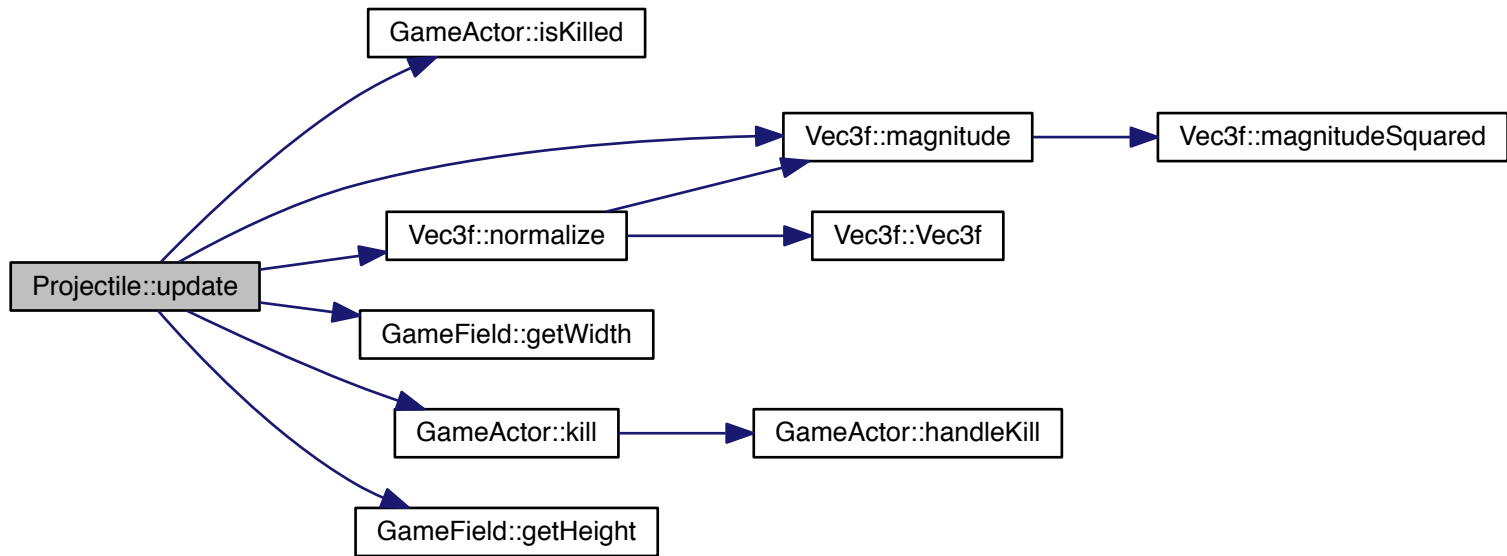 GameActor::isKilled
Vec3f::magnitude
Vec3f::magnitudeSquared
Vec3f::normalize
Vec3f::Vec3f
Projectile::update
GameField::getWidth
GameActor::kill
GameActor::handleKill
GameField::getHeight